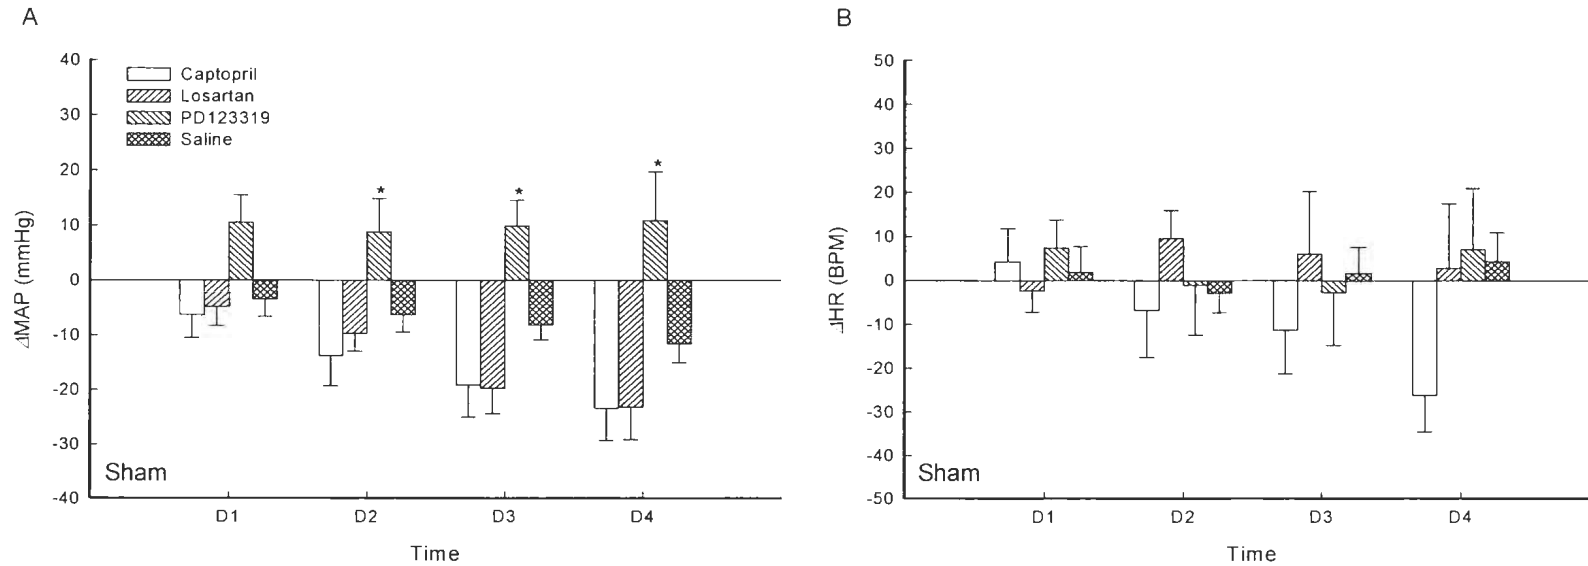 A
ΔMAP (mmHg)
40
30
20
10
0
-10
-20
-30
-40
Captopril
Losartan
PD123319
Saline
*
*
*
Sham
D1
D2
D3
D4
Time
B
ΔHR (BPM)
50
40
30
20
10
0
-10
-20
-30
-40
-50
Sham
D1
D2
D3
D4
Time